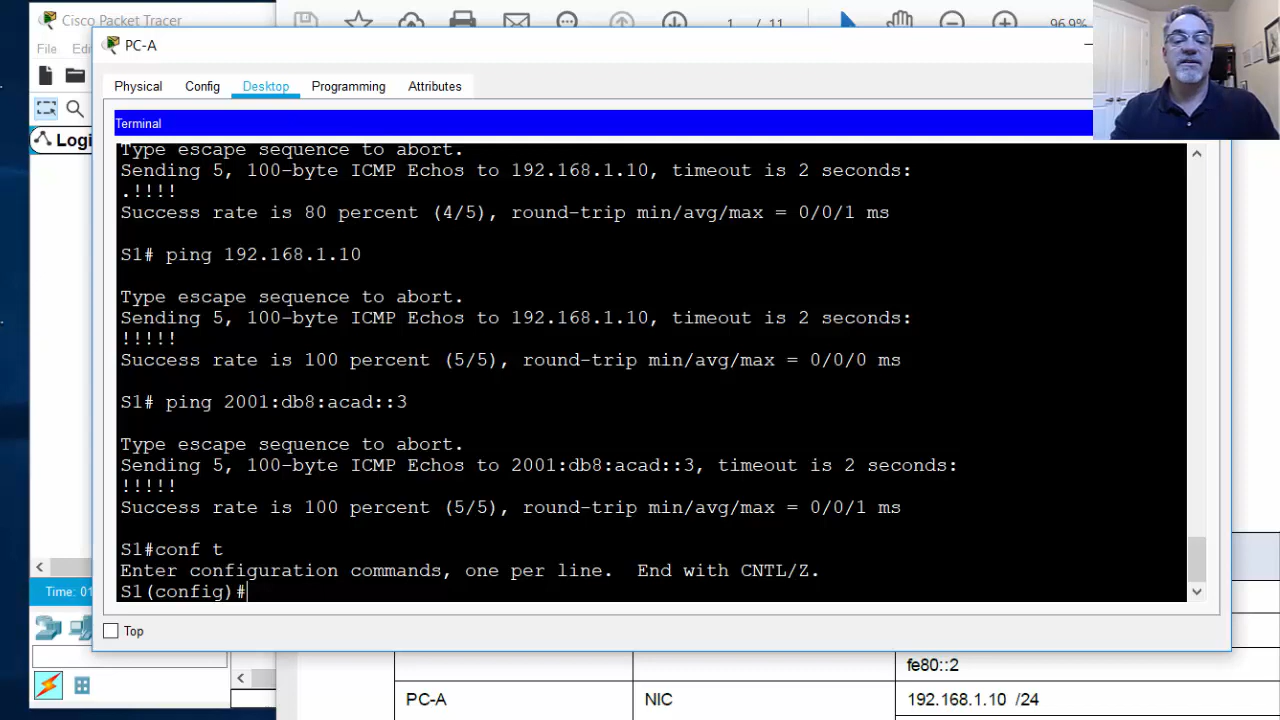 Cisco Packet Tracer
1 / 11
96.9%
File
PC-A
Physical
Config
Desktop
Programming
Attributes
Terminal
Logi
Type escape sequence to abort.
Sending 5, 100-byte ICMP Echos to 192.168.1.10, timeout is 2 seconds:
.!!!!
Success rate is 80 percent (4/5), round-trip min/avg/max = 0/0/1 ms
S1# ping 192.168.1.10
Type escape sequence to abort.
Sending 5, 100-byte ICMP Echos to 192.168.1.10, timeout is 2 seconds:
!!!!!
Success rate is 100 percent (5/5), round-trip min/avg/max = 0/0/0 ms
S1# ping 2001:db8:acad::3
Type escape sequence to abort.
Sending 5, 100-byte ICMP Echos to 2001:db8:acad::3, timeout is 2 seconds:
!!!!!
Success rate is 100 percent (5/5), round-trip min/avg/max = 0/0/1 ms
S1#conf t
Enter configuration commands, one per line.  End with CNTL/Z.
S1(config)#
Time: 01
Top
fe80::2
PC-A
NIC
192.168.1.10 /24